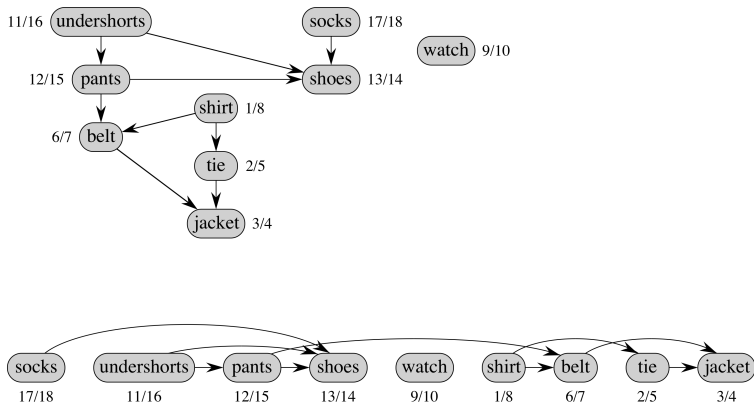 11/16 undershorts socks 17/18
watch 9/10
12/15 pants shoes 13/14
shirt 1/8
6/7 belt
tie 2/5
jacket 3/4
socks undershorts pants shoes watch shirt belt tie jacket
17/18 11/16 12/15 13/14 9/10 1/8 6/7 2/5 3/4